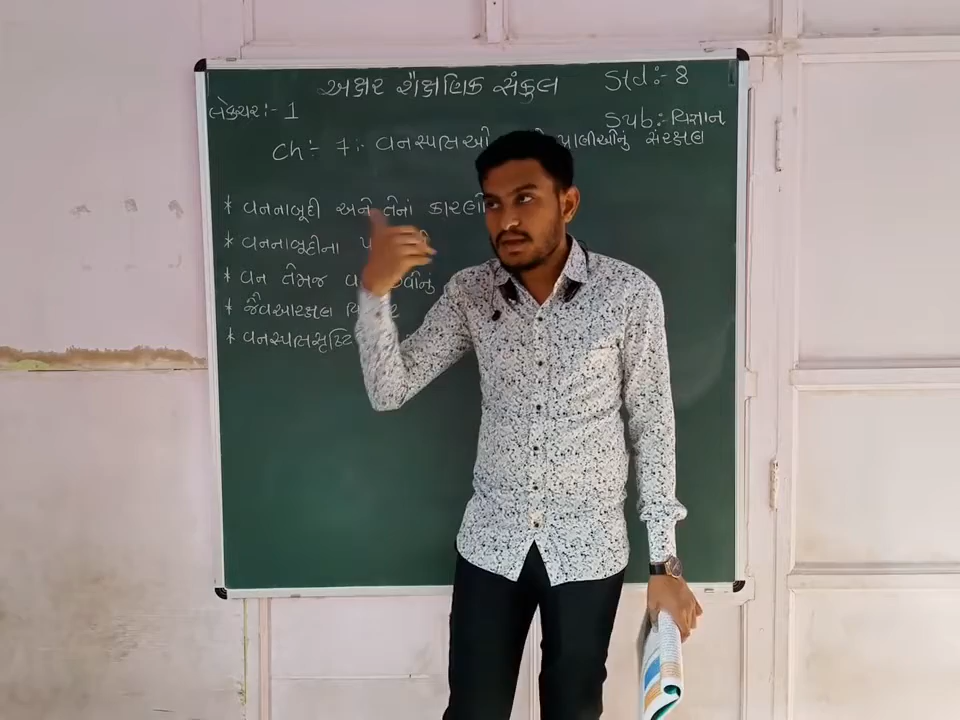 અક્ષર શૈક્ષણિક સંકુલ
Std :- 8
લેક્ચર :- 1
Sub :- વિજ્ઞાન
Ch :- 7 :- વનસ્પતિઓ પ્રાણીઓનું સંરક્ષણ
* વનનાબૂદી અને તેનાં કારણો
* વનનાબૂદીના
* વન તેમજ
* જૈવઆરક્ષણ
* વનસ્પતિસૃષ્ટિ